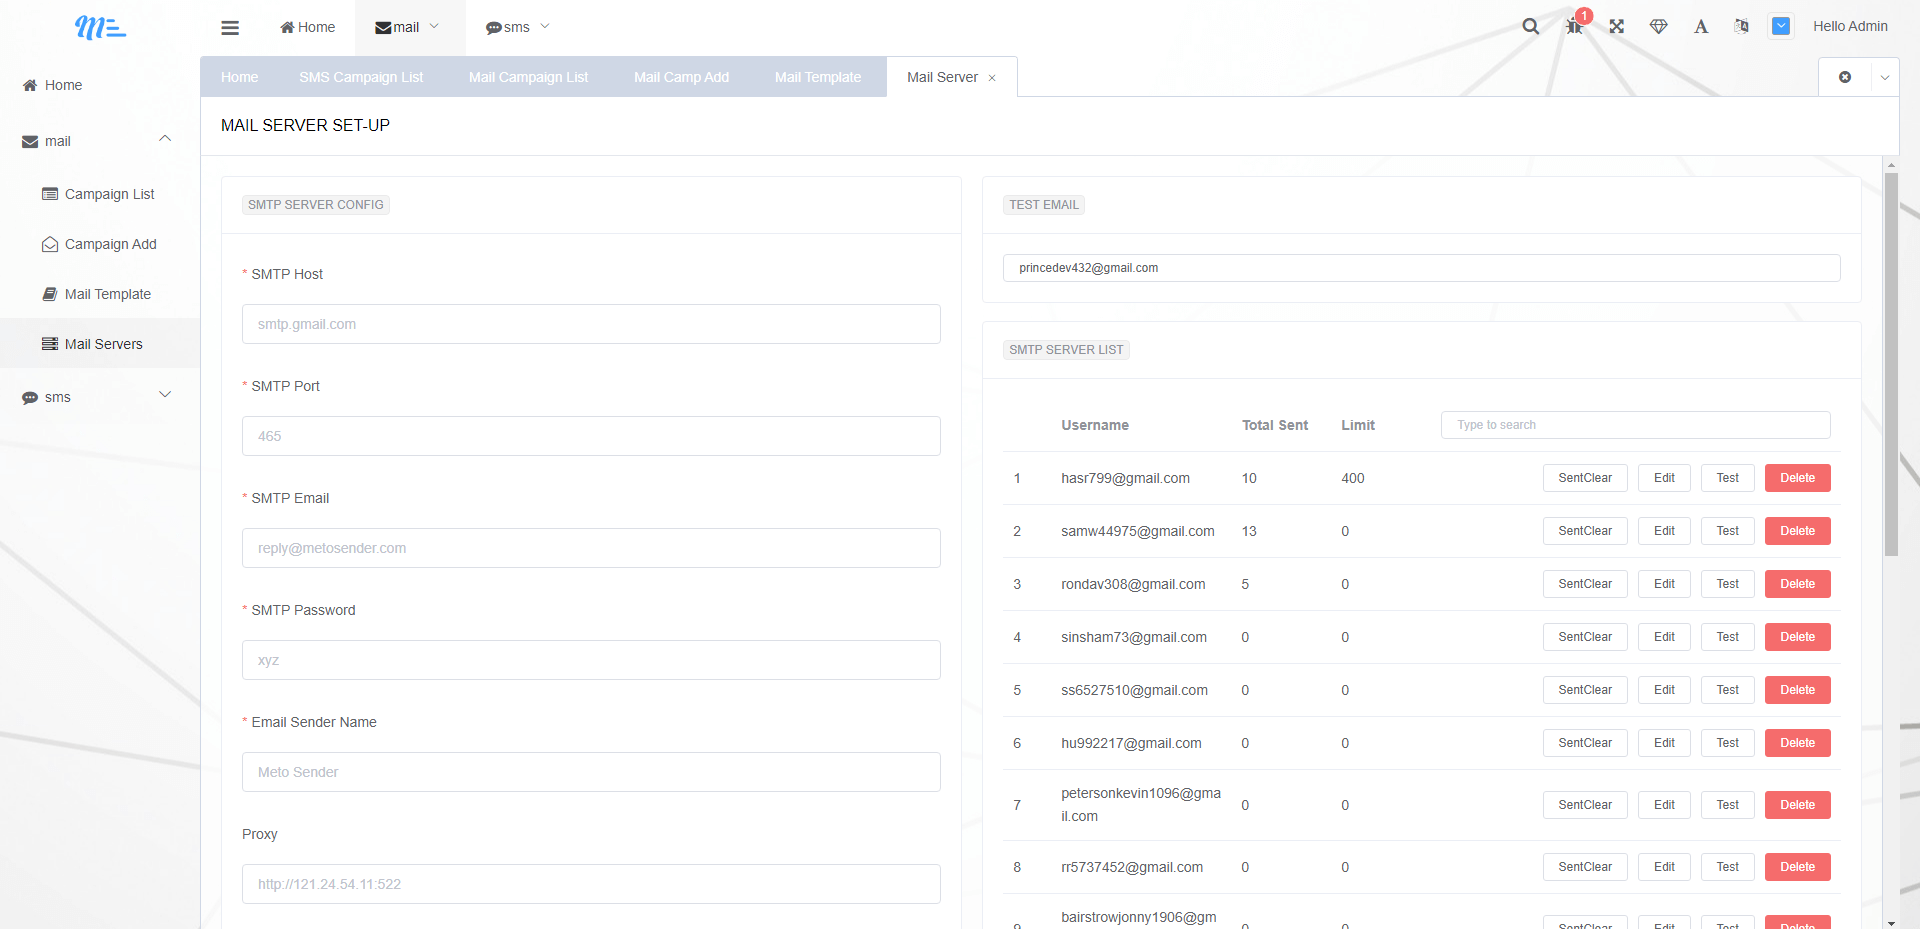 Home
mail
sms
1
Hello Admin
Home
mail
Campaign List
Campaign Add
Mail Template
Mail Servers
sms
Home
SMS Campaign List
Mail Campaign List
Mail Camp Add
Mail Template
Mail Server
MAIL SERVER SET-UP
SMTP SERVER CONFIG
* SMTP Host
smtp.gmail.com
* SMTP Port
465
* SMTP Email
reply@metosender.com
* SMTP Password
xyz
* Email Sender Name
Meto Sender
Proxy
http://121.24.54.11:522
TEST EMAIL
princedev432@gmail.com
SMTP SERVER LIST
Username Total Sent Limit Type to search
1 hasr799@gmail.com 10 400 SentClear Edit Test Delete
2 samw44975@gmail.com 13 0 SentClear Edit Test Delete
3 rondav308@gmail.com 5 0 SentClear Edit Test Delete
4 sinsham73@gmail.com 0 0 SentClear Edit Test Delete
5 ss6527510@gmail.com 0 0 SentClear Edit Test Delete
6 hu992217@gmail.com 0 0 SentClear Edit Test Delete
7 petersonkevin1096@gma
il.com 0 0 SentClear Edit Test Delete
8 rr5737452@gmail.com 0 0 SentClear Edit Test Delete
9 bairstrowjonny1906@gm
SentClear Edit Test Delete